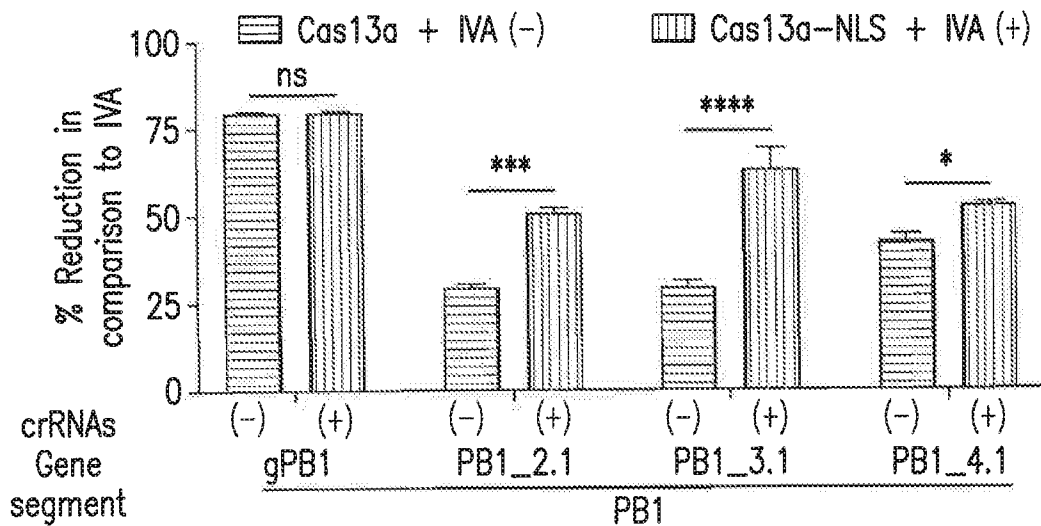 Cas13a + IVA (-) Cas13a-NLS + IVA (+)
% Reduction in
comparison to IVA
100
75
50
25
0
ns
***
****
*
crRNAs (-) (+) (-) (+) (-) (+) (-) (+)
Gene
segment
gPB1 PB1_2.1 PB1_3.1 PB1_4.1
PB1